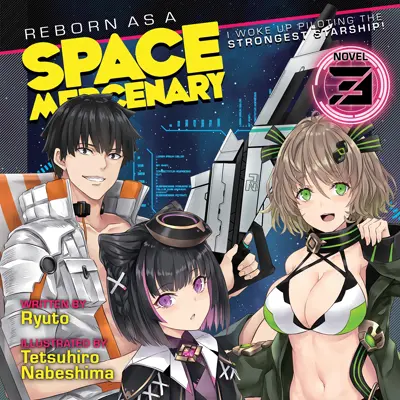 REBORN AS A
SPACE
MERCENARY
I WOKE UP PILOTING THE
STRONGEST STARSHIP!
NOVEL
3
WRITTEN BY
Ryuto
ILLUSTRATED BY
Tetsuhiro
Nabeshima